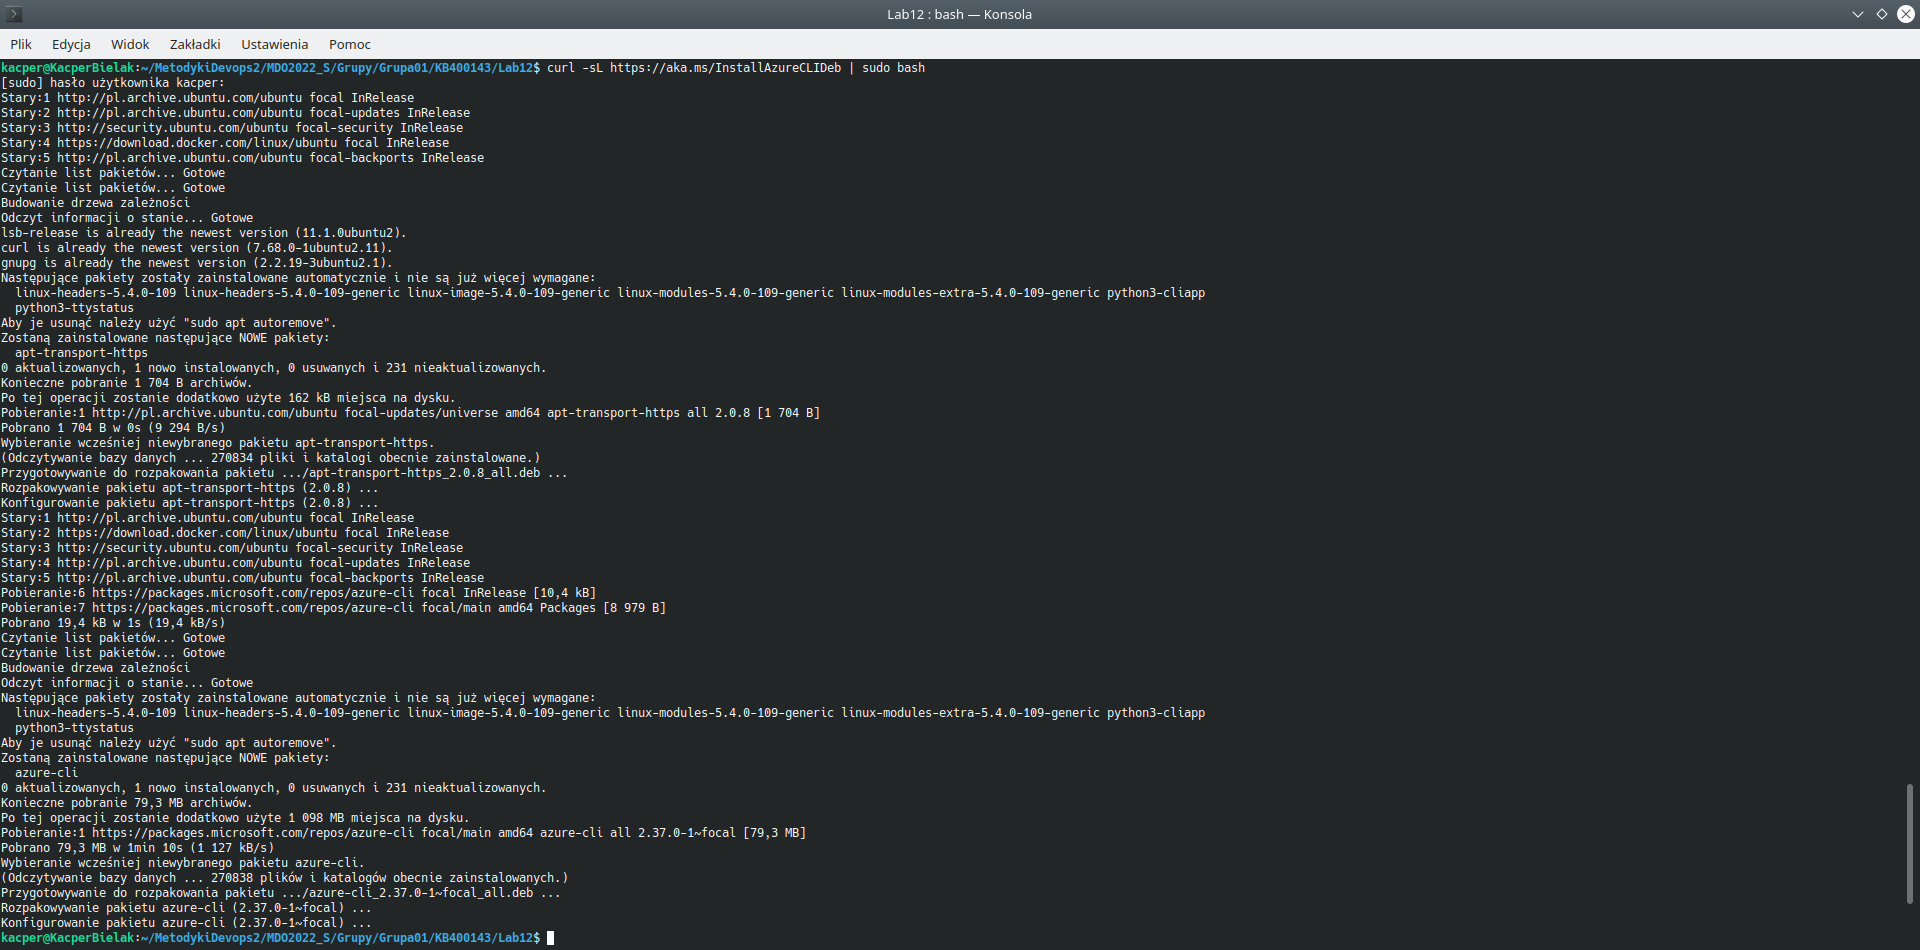 Lab12 : bash — Konsola
Plik Edycja Widok Zakładki Ustawienia Pomoc
kacper@KacperBielak:~/MetodykiDevops2/MDO2022_S/Grupy/Grupa01/KB400143/Lab12$ curl -sL https://aka.ms/InstallAzureCLIDeb | sudo bash
[sudo] hasło użytkownika kacper:
Stary:1 http://pl.archive.ubuntu.com/ubuntu focal InRelease
Stary:2 http://pl.archive.ubuntu.com/ubuntu focal-updates InRelease
Stary:3 http://security.ubuntu.com/ubuntu focal-security InRelease
Stary:4 https://download.docker.com/linux/ubuntu focal InRelease
Stary:5 http://pl.archive.ubuntu.com/ubuntu focal-backports InRelease
Czytanie list pakietów... Gotowe
Czytanie list pakietów... Gotowe
Budowanie drzewa zależności
Odczyt informacji o stanie... Gotowe
lsb-release is already the newest version (11.1.0ubuntu2).
curl is already the newest version (7.68.0-1ubuntu2.11).
gnupg is already the newest version (2.2.19-3ubuntu2.1).
Następujące pakiety zostały zainstalowane automatycznie i nie są już więcej wymagane:
  linux-headers-5.4.0-109 linux-headers-5.4.0-109-generic linux-image-5.4.0-109-generic linux-modules-5.4.0-109-generic linux-modules-extra-5.4.0-109-generic python3-cliapp
  python3-ttystatus
Aby je usunąć należy użyć "sudo apt autoremove".
Zostaną zainstalowane następujące NOWE pakiety:
  apt-transport-https
0 aktualizowanych, 1 nowo instalowanych, 0 usuwanych i 231 nieaktualizowanych.
Konieczne pobranie 1 704 B archiwów.
Po tej operacji zostanie dodatkowo użyte 162 kB miejsca na dysku.
Pobieranie:1 http://pl.archive.ubuntu.com/ubuntu focal-updates/universe amd64 apt-transport-https all 2.0.8 [1 704 B]
Pobrano 1 704 B w 0s (9 294 B/s)
Wybieranie wcześniej niewybranego pakietu apt-transport-https.
(Odczytywanie bazy danych ... 270834 pliki i katalogi obecnie zainstalowane.)
Przygotowywanie do rozpakowania pakietu .../apt-transport-https_2.0.8_all.deb ...
Rozpakowywanie pakietu apt-transport-https (2.0.8) ...
Konfigurowanie pakietu apt-transport-https (2.0.8) ...
Stary:1 http://pl.archive.ubuntu.com/ubuntu focal InRelease
Stary:2 https://download.docker.com/linux/ubuntu focal InRelease
Stary:3 http://security.ubuntu.com/ubuntu focal-security InRelease
Stary:4 http://pl.archive.ubuntu.com/ubuntu focal-updates InRelease
Stary:5 http://pl.archive.ubuntu.com/ubuntu focal-backports InRelease
Pobieranie:6 https://packages.microsoft.com/repos/azure-cli focal InRelease [10,4 kB]
Pobieranie:7 https://packages.microsoft.com/repos/azure-cli focal/main amd64 Packages [8 979 B]
Pobrano 19,4 kB w 1s (19,4 kB/s)
Czytanie list pakietów... Gotowe
Czytanie list pakietów... Gotowe
Budowanie drzewa zależności
Odczyt informacji o stanie... Gotowe
Następujące pakiety zostały zainstalowane automatycznie i nie są już więcej wymagane:
  linux-headers-5.4.0-109 linux-headers-5.4.0-109-generic linux-image-5.4.0-109-generic linux-modules-5.4.0-109-generic linux-modules-extra-5.4.0-109-generic python3-cliapp
  python3-ttystatus
Aby je usunąć należy użyć "sudo apt autoremove".
Zostaną zainstalowane następujące NOWE pakiety:
  azure-cli
0 aktualizowanych, 1 nowo instalowanych, 0 usuwanych i 231 nieaktualizowanych.
Konieczne pobranie 79,3 MB archiwów.
Po tej operacji zostanie dodatkowo użyte 1 098 MB miejsca na dysku.
Pobieranie:1 https://packages.microsoft.com/repos/azure-cli focal/main amd64 azure-cli all 2.37.0-1~focal [79,3 MB]
Pobrano 79,3 MB w 1min 10s (1 127 kB/s)
Wybieranie wcześniej niewybranego pakietu azure-cli.
(Odczytywanie bazy danych ... 270838 plików i katalogów obecnie zainstalowanych.)
Przygotowywanie do rozpakowania pakietu .../azure-cli_2.37.0-1~focal_all.deb ...
Rozpakowywanie pakietu azure-cli (2.37.0-1~focal) ...
Konfigurowanie pakietu azure-cli (2.37.0-1~focal) ...
kacper@KacperBielak:~/MetodykiDevops2/MDO2022_S/Grupy/Grupa01/KB400143/Lab12$